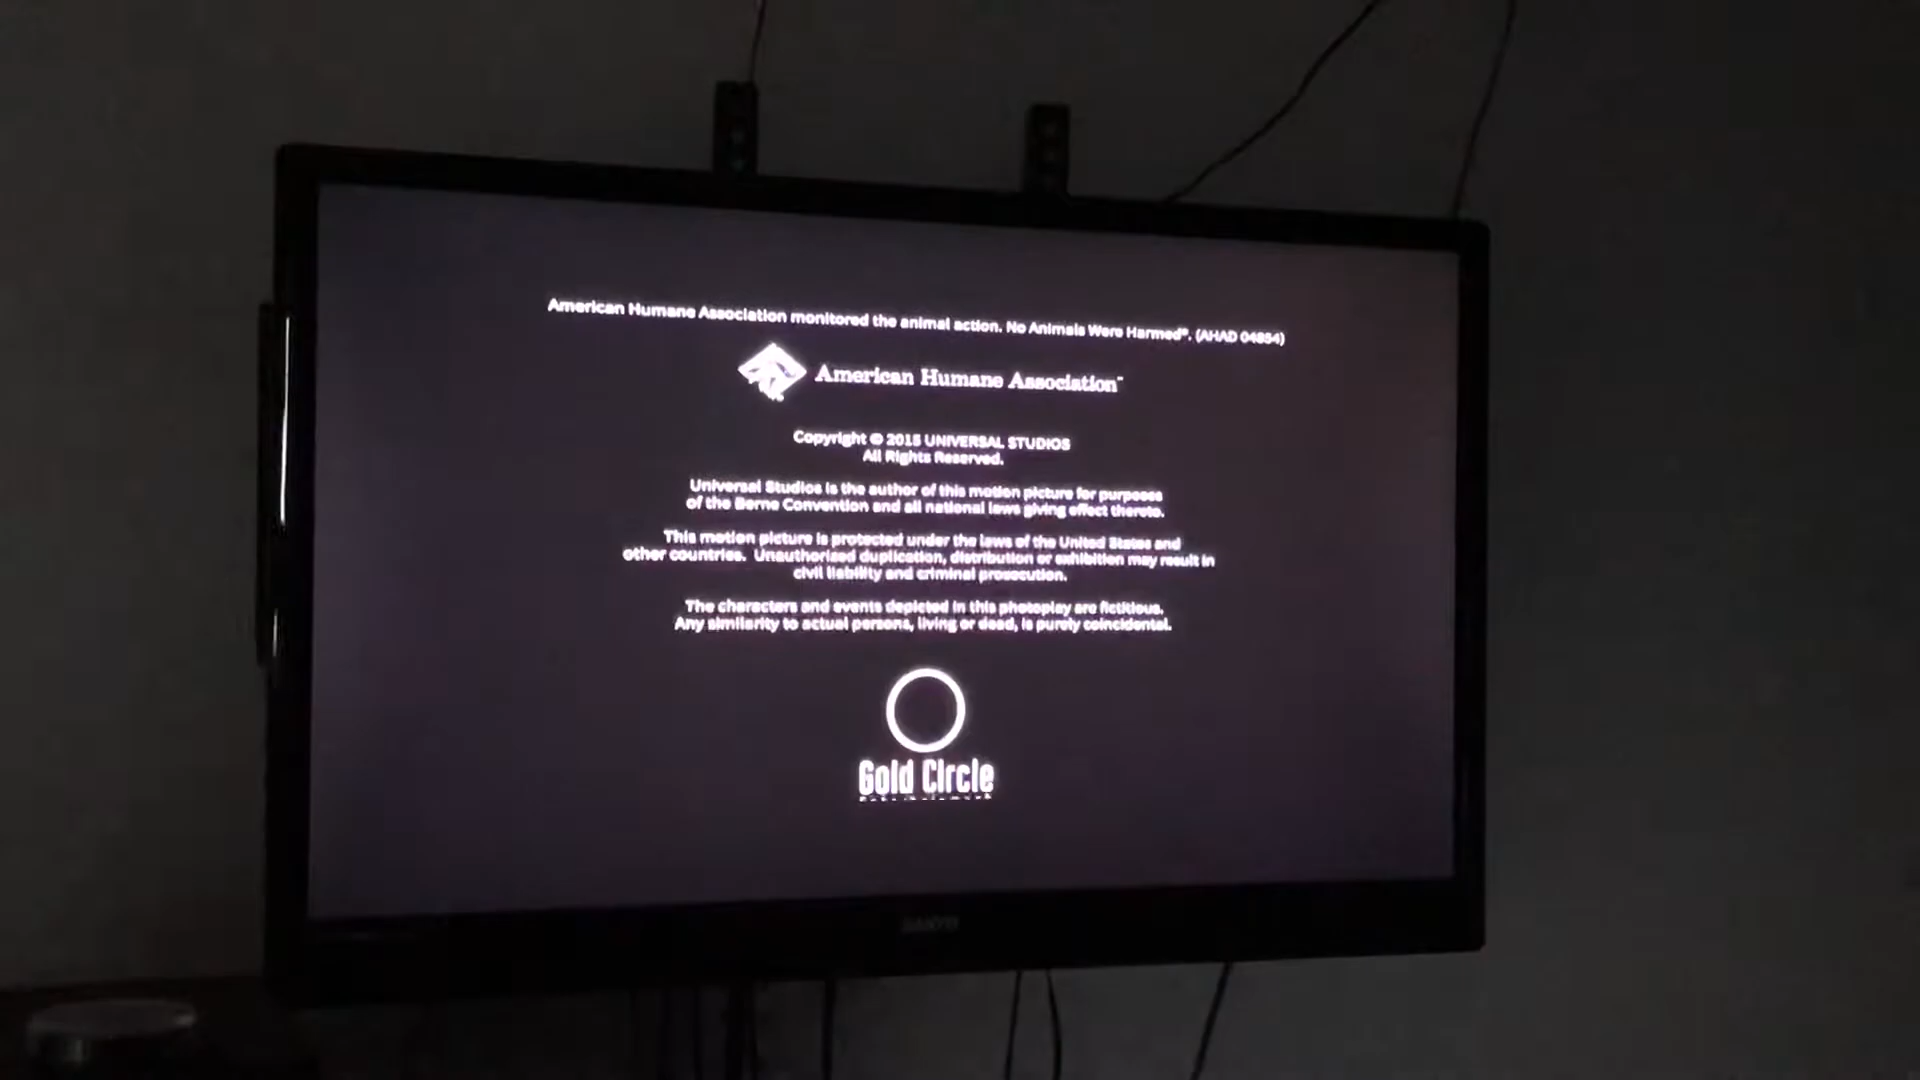 American Humane Association monitored the animal action. No Animals Were Harmed®. (AHAD 04854)
American Humane Association™
Copyright © 2015 UNIVERSAL STUDIOS
All Rights Reserved.
Universal Studios is the author of this motion picture for purposes
of the Berne Convention and all national laws giving effect thereto.
This motion picture is protected under the laws of the United States and
other countries. Unauthorized duplication, distribution or exhibition may result in
civil liability and criminal prosecution.
The characters and events depicted in this photoplay are fictitious.
Any similarity to actual persons, living or dead, is purely coincidental.
Gold Circle
SANYO